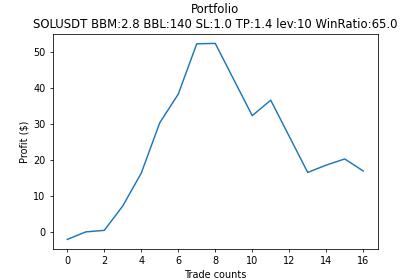 Portfolio
SOLUSDT BBM:2.8 BBL:140 SL:1.0 TP:1.4 lev:10 WinRatio:65.0
50
40
30
20
10
0
Profit ($)
0 2 4 6 8 10 12 14 16
Trade counts